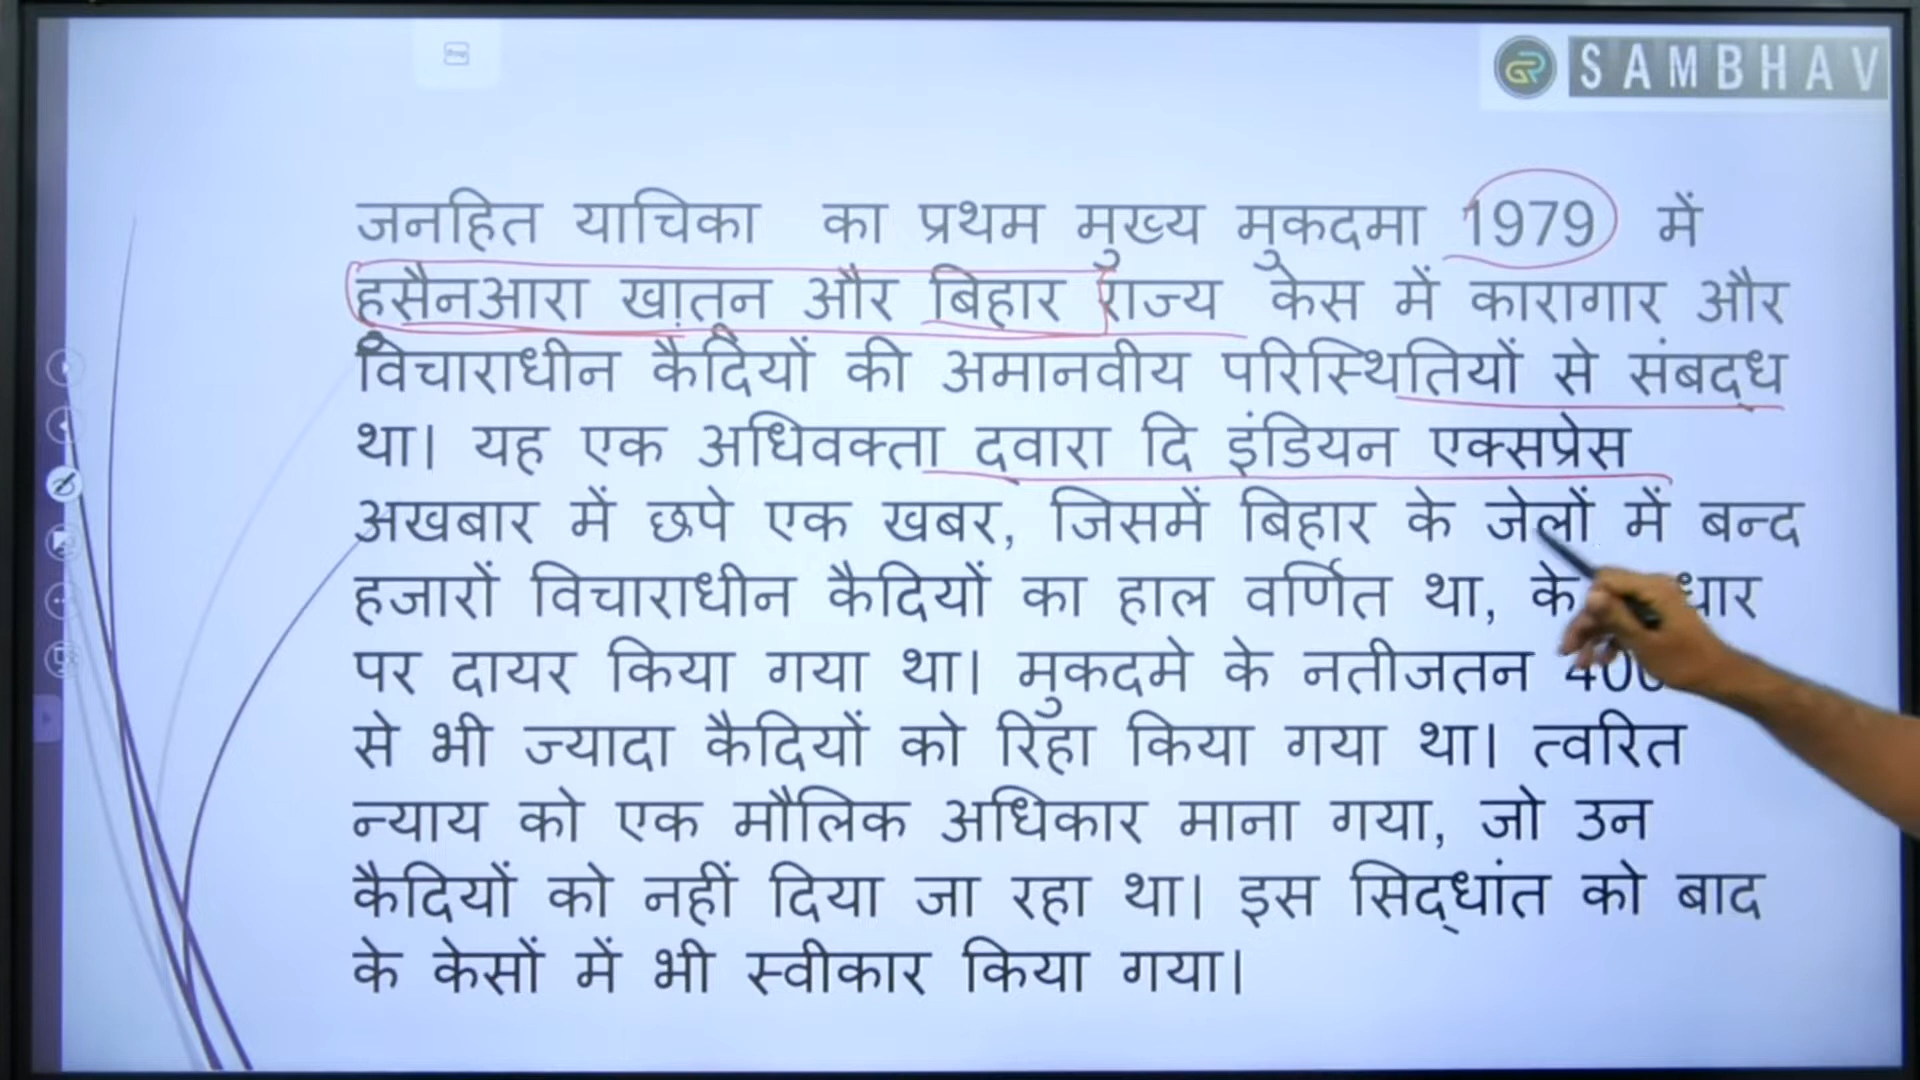 SAMBHAV
जनहित याचिका का प्रथम मुख्य मुकदमा 1979 में
हुसैनआरा खा़तून और बिहार राज्य केस में कारागार और
विचाराधीन कैदियों की अमानवीय परिस्थितियों से संबद्ध
था। यह एक अधिवक्ता द्वारा दि इंडियन एक्सप्रेस
अखबार में छपे एक खबर, जिसमें बिहार के जेलों में बन्द
हजारों विचाराधीन कैदियों का हाल वर्णित था, के
पर दायर किया गया था। मुकदमे के नतीजतन
से भी ज्यादा कैदियों को रिहा किया गया था। त्वरित
न्याय को एक मौलिक अधिकार माना गया, जो उन
कैदियों को नहीं दिया जा रहा था। इस सिद्धांत को बाद
के केसों में भी स्वीकार किया गया।